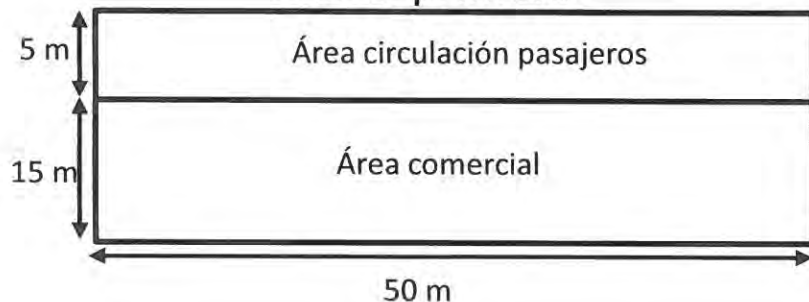 5 m
Área circulación pasajeros
15 m
Área comercial
50 m